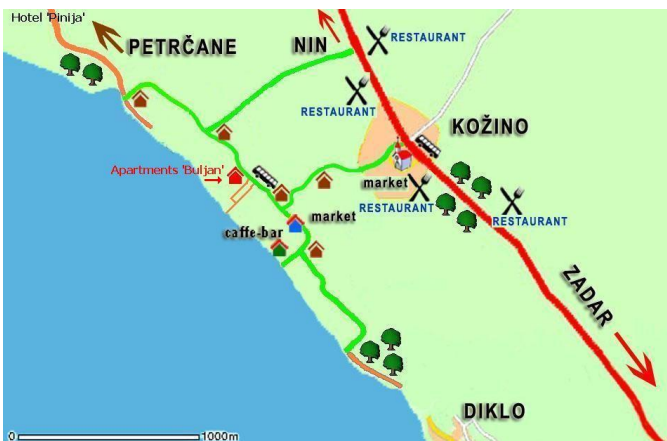 Hotel 'Pinija'
PETRČANE
NIN
RESTAURANT
RESTAURANT
KOŽINO
Apartments 'Buljan'
market
RESTAURANT
RESTAURANT
market
caffe-bar
ZADAR
DIKLO
0 1000m